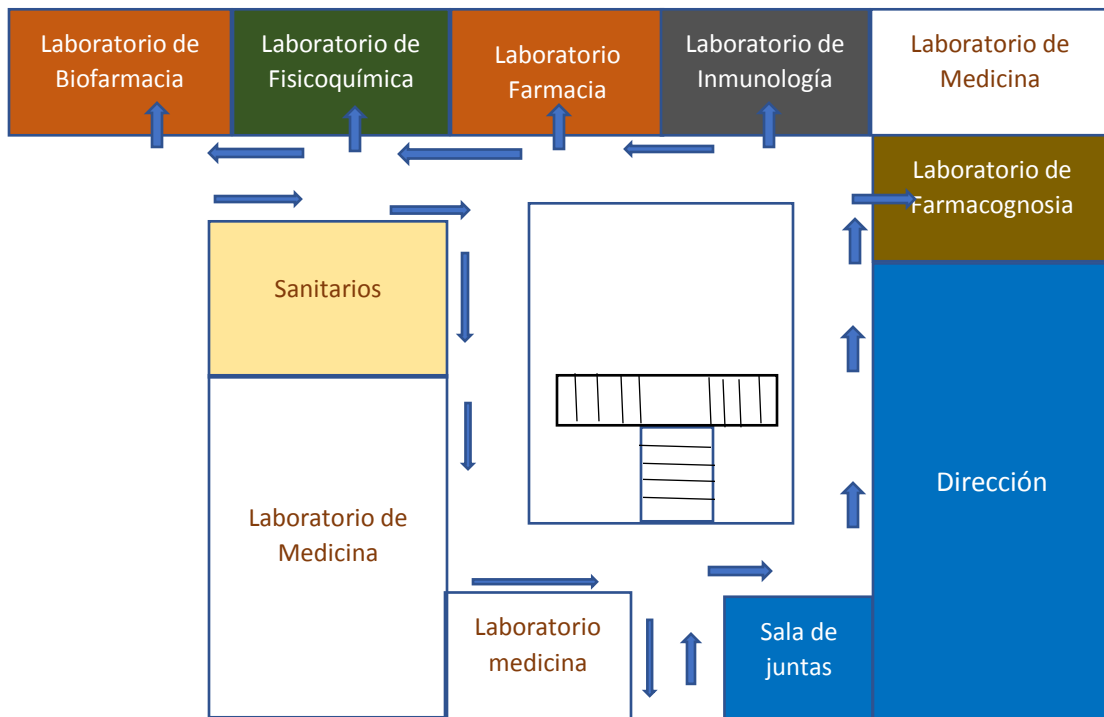 Laboratorio de
Biofarmacia
Laboratorio de
Fisicoquímica
Laboratorio
Farmacia
Laboratorio de
Inmunología
Laboratorio de
Medicina
Laboratorio de
Farmacognosia
Sanitarios
Dirección
Laboratorio de
Medicina
Laboratorio
medicina
Sala de
juntas